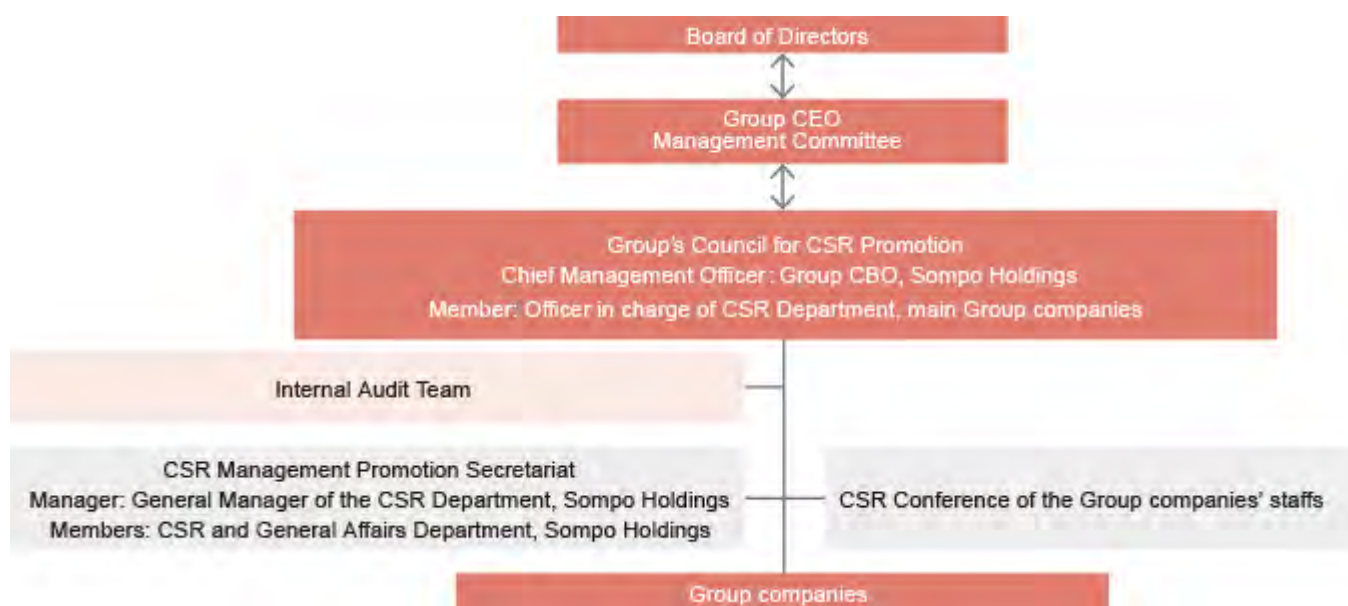 Board of Directors
Group CEO
Management Committee
Group's Council for CSR Promotion
Chief Management Officer : Group CBO, Sompo Holdings
Member: Officer in charge of CSR Department, main Group companies
Internal Audit Team
CSR Management Promotion Secretariat
Manager: General Manager of the CSR Department, Sompo Holdings
Members: CSR and General Affairs Department, Sompo Holdings
CSR Conference of the Group companies' staffs
Group companies